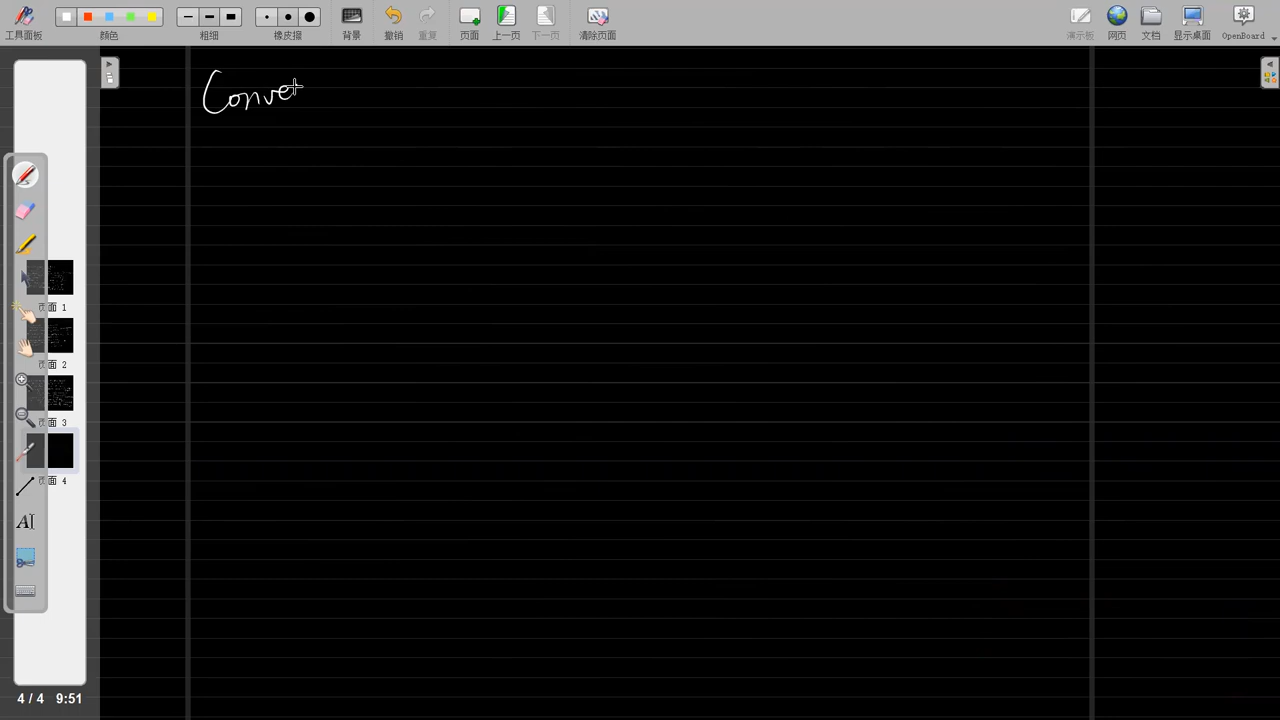 工具面板 颜色 粗细 橡皮擦 背景 撤销 重复 页面 上一页 下一页 清除页面 演示板 网页 文档 显示桌面 OpenBoard
Conve
页面 1
页面 2
页面 3
页面 4
4 / 4 9:51